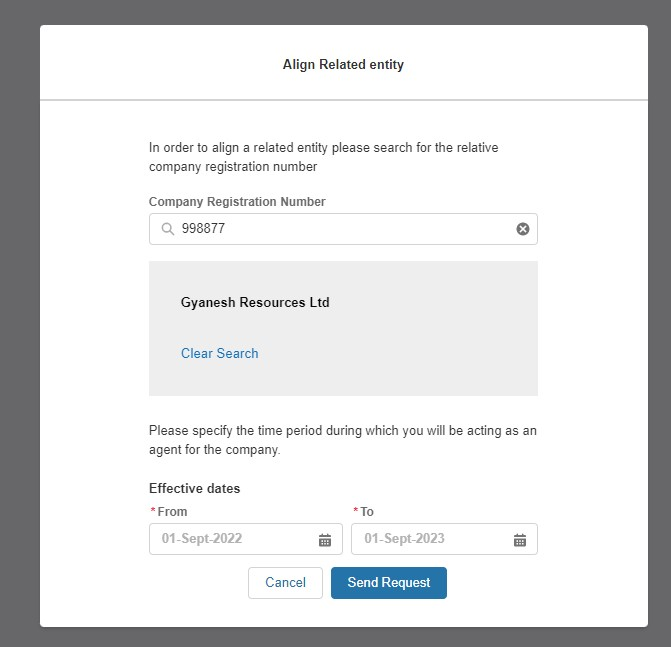 Align Related entity
In order to align a related entity please search for the relative
company registration number
Company Registration Number
998877
Gyanesh Resources Ltd
Clear Search
Please specify the time period during which you will be acting as an
agent for the company.
Effective dates
*From *To
01-Sept-2022 01-Sept-2023
Cancel Send Request